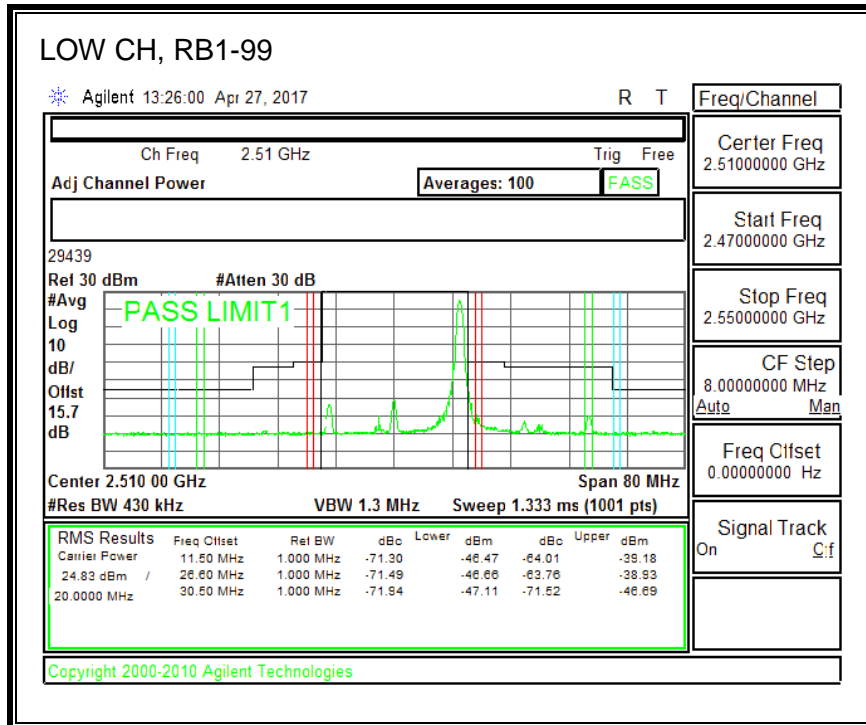 LOW CH, RB1-99
Agilent 13:26:00 Apr 27, 2017 R T
Freq/Channel
Ch Freq 2.51 GHz Trig Free
Adj Channel Power Averages: 100 PASS
Center Freq
2.51000000 GHz
Start Freq
2.47000000 GHz
Stop Freq
2.55000000 GHz
CF Step
8.00000000 MHz
Auto Man
Freq Offset
0.00000000 Hz
Signal Track
On Off
29439
Ref 30 dBm #Atten 30 dB
#Avg
Log
10
dB/
Offst
15.7
dB
PASS LIMIT1
Center 2.510 00 GHz Span 80 MHz
#Res BW 430 kHz VBW 1.3 MHz Sweep 1.333 ms (1001 pts)
RMS Results Freq Offset Ref BW dBc Lower dBm dBc Upper dBm
Carrier Power 11.50 MHz 1.000 MHz -71.30 -46.47 -64.01 -39.18
24.83 dBm / 26.60 MHz 1.000 MHz -71.49 -46.66 -63.76 -38.93
20.0000 MHz 30.50 MHz 1.000 MHz -71.94 -47.11 -71.52 -46.69
Copyright 2000-2010 Agilent Technologies